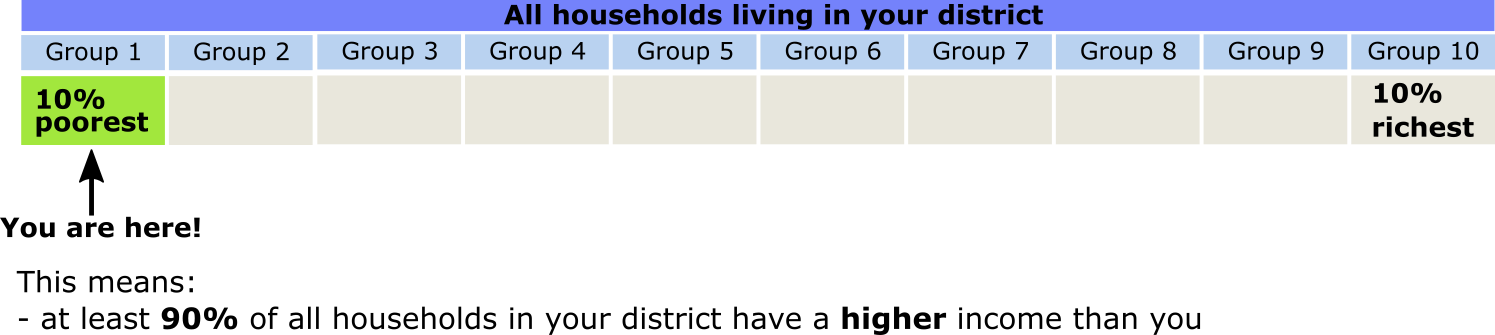 All households living in your district
Group 1 Group 2 Group 3 Group 4 Group 5 Group 6 Group 7 Group 8 Group 9 Group 10
10%
poorest
10%
richest
You are here!
This means:
- at least 90% of all households in your district have a higher income than you